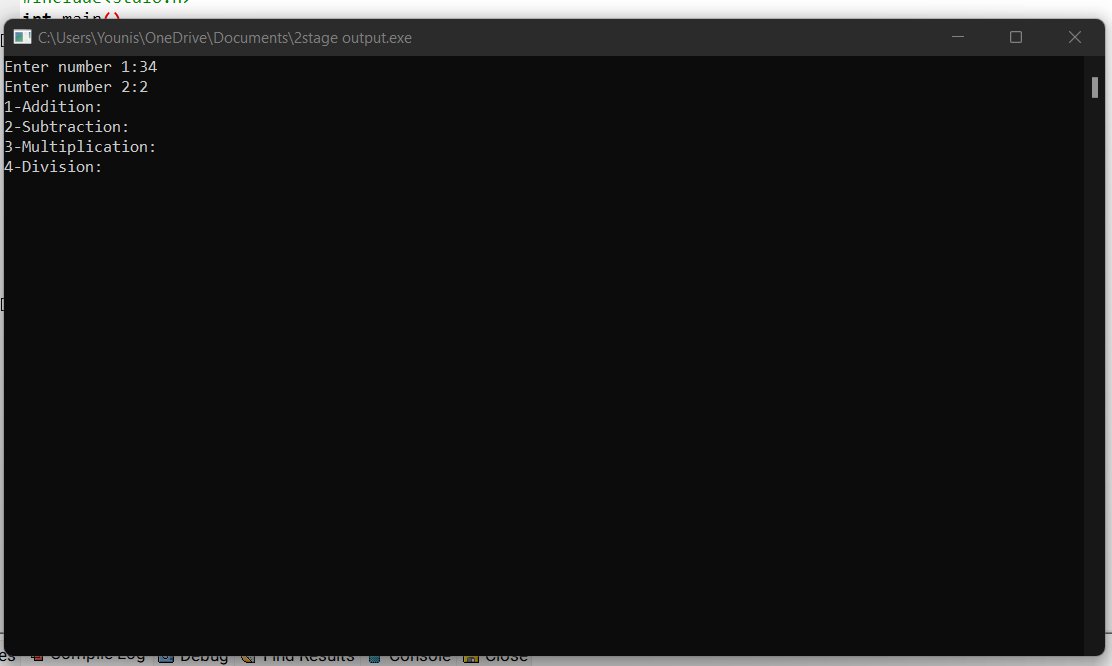 #include<stdio.h>
int main()
C:\Users\Younis\OneDrive\Documents\2stage output.exe
Enter number 1:34
Enter number 2:2
1-Addition:
2-Subtraction:
3-Multiplication:
4-Division:
es Compile Log Debug Find Results Console Close